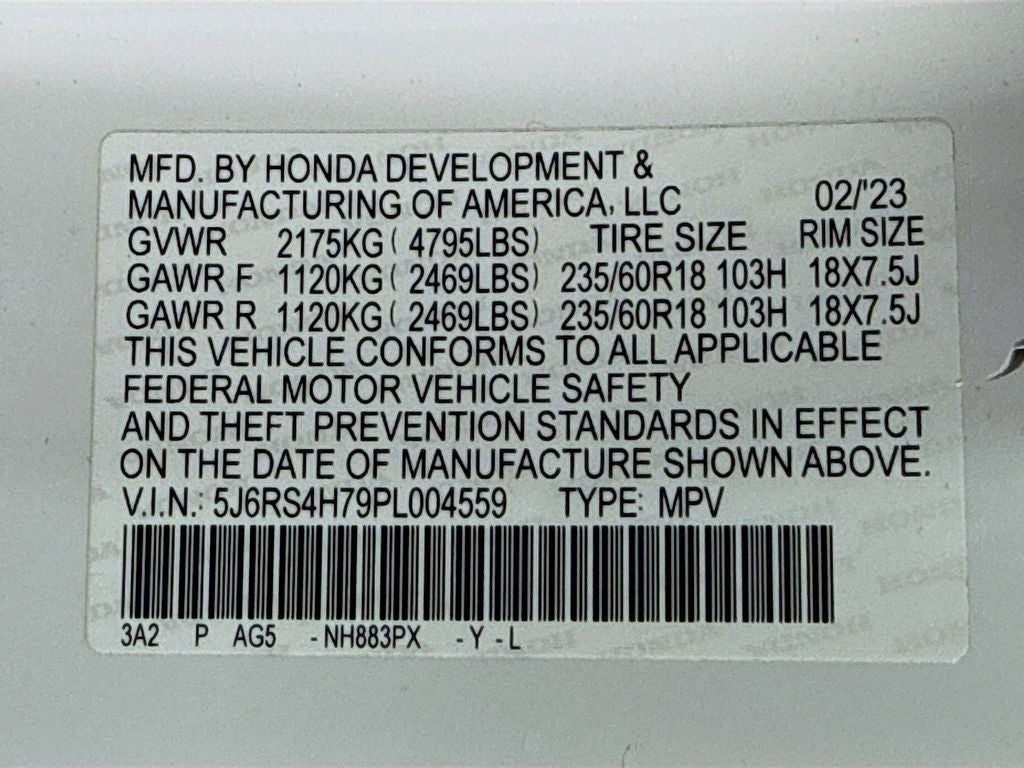 MFD. BY HONDA DEVELOPMENT &
MANUFACTURING OF AMERICA, LLC 02/'23
GVWR 2175KG ( 4795LBS) TIRE SIZE RIM SIZE
GAWR F 1120KG ( 2469LBS) 235/60R18 103H 18X7.5J
GAWR R 1120KG ( 2469LBS) 235/60R18 103H 18X7.5J
THIS VEHICLE CONFORMS TO ALL APPLICABLE
FEDERAL MOTOR VEHICLE SAFETY
AND THEFT PREVENTION STANDARDS IN EFFECT
ON THE DATE OF MANUFACTURE SHOWN ABOVE.
V.I.N.: 5J6RS4H79PL004559 TYPE: MPV
3A2 P AG5 -NH883PX -Y -L